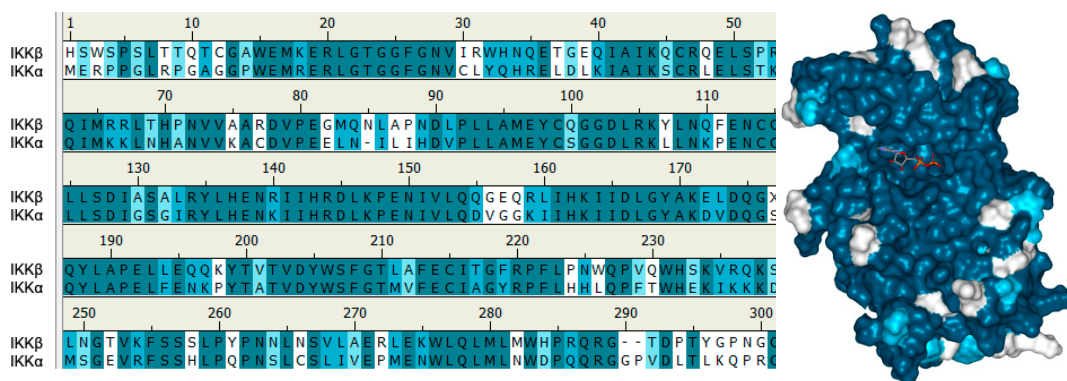 1 10 20 30 40 50
IKKβ HSWSPSLTTQTCGAWEMKERLGTGGFGNVIRWHNQETGEQIAIKQCRQELSPR
IKKα MERPPGLRPGAGGPWEMRERLGTGGFGNVCLYQHRELDLKIAIKSCRLELSTK
70 80 90 100 110
IKKβ QIMRRLTHPNVVAARDVPEGMQNLAPNDLPLLAMEYCQGGDLRKYLNQFENCC
IKKα QIMKKLNHANVVKACDVPEELN-ILIHDVPLLAMEYCSGGDLRKLLNKPENCC
130 140 150 160 170
IKKβ LLSDIASALRYLHENRIIHRDLKPENIVLQQGEQRLIHKIIDLGYAKELDQGX
IKKα LLSDIGSGIRYLHENKIIHRDLKPENIVLQDVGGKIIHKIIDLGYAKDVDQGS
190 200 210 220 230
IKKβ QYLAPELLEQQKYTVTVDYWSFGTLAFECITGFRPFLPNWQPVQWHSKVRQKS
IKKα QYLAPELFENKPYTATVDYWSFGTMVFECIAGYRPFLHHLQPFTWHEKIKKKD
250 260 270 280 290 300
IKKβ LNGTVKFSSSLPYPNNLNSVLAERLEKWLQLMLMWHPRQRG--TDPTYGPNGC
IKKα MSGEVRFSSHLPQPNSLCSLIVEPMENWLQLMLNWDPQQRGGPVDLTLKQPRC